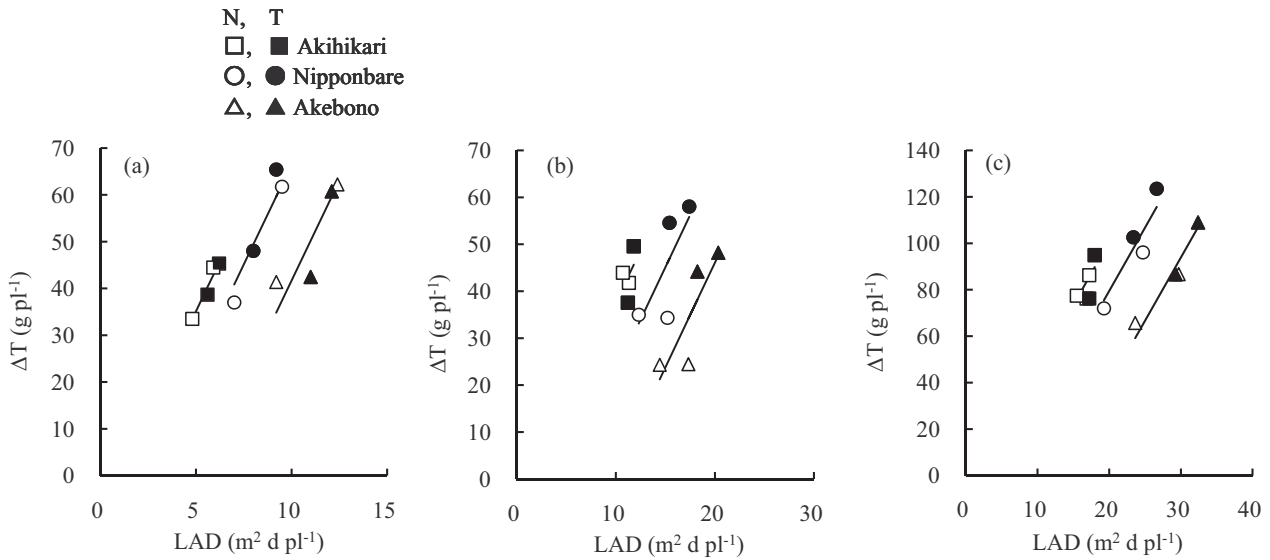 N, T
□, ■ Akihikari
○, ● Nipponbare
△, ▲ Akebono
(a)
ΔT (g pl⁻¹)
70
60
50
40
30
20
10
0
0 5 10 15
LAD (m² d pl⁻¹)
(b)
ΔT (g pl⁻¹)
70
60
50
40
30
20
10
0
0 10 20 30
LAD (m² d pl⁻¹)
(c)
ΔT (g pl⁻¹)
140
120
100
80
60
40
20
0
0 10 20 30 40
LAD (m² d pl⁻¹)